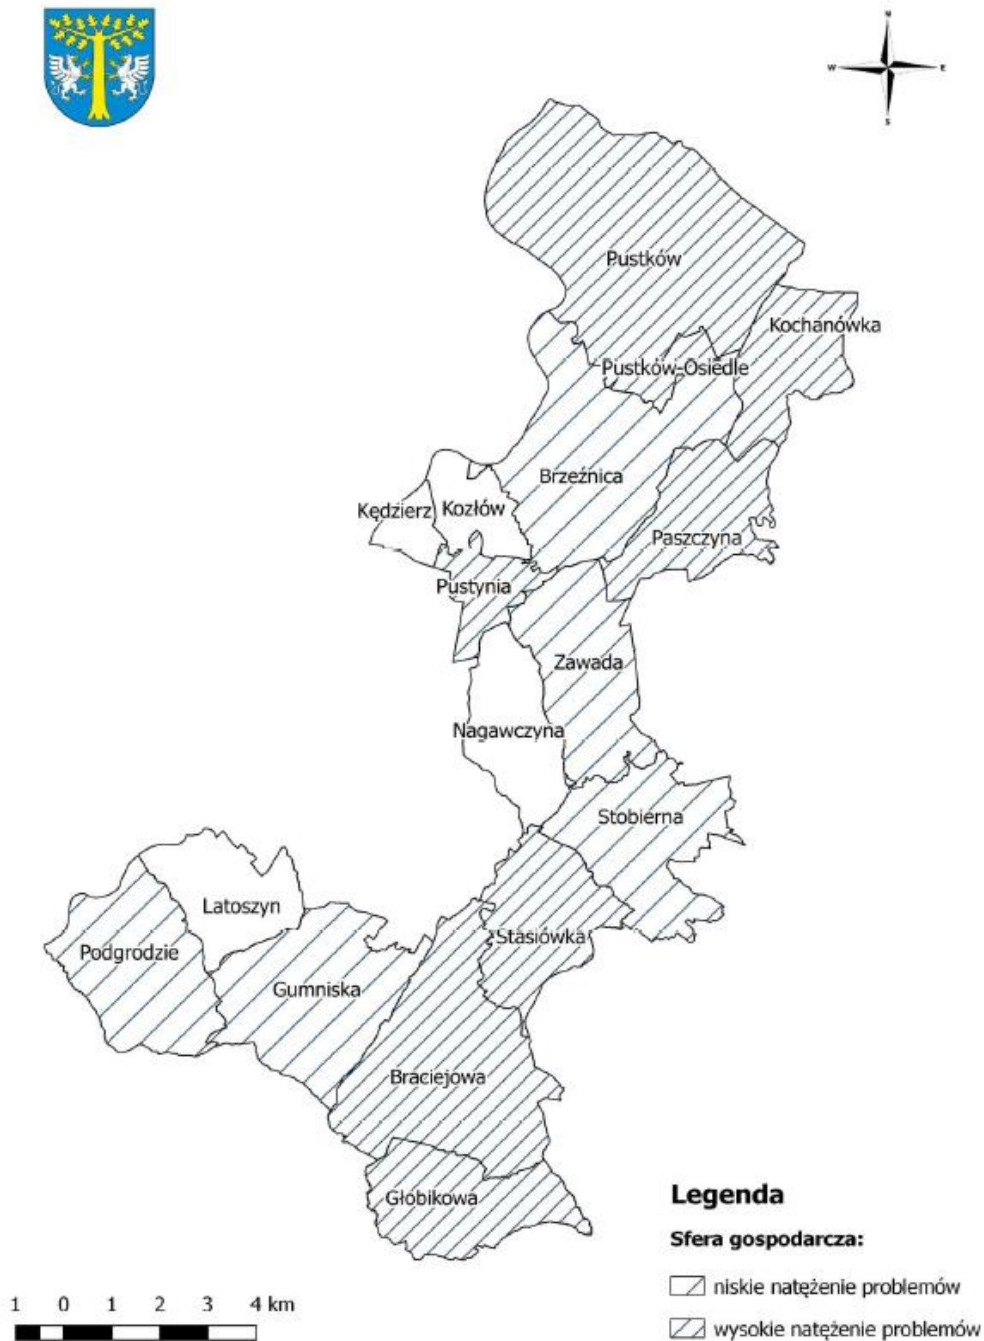 N
W E
S
Pustków
Kochanówka
Pustków-Osiedle
Brzeźnica
Kędzierz
Kozłów
Paszczyna
Pustynia
Zawada
Nagawczyna
Stobierna
Latoszyn
Stasiówka
Podgrodzie
Gumniska
Braciejowa
Głobikowa
Legenda
Sfera gospodarcza:
niskie natężenie problemów
wysokie natężenie problemów
1 0 1 2 3 4 km